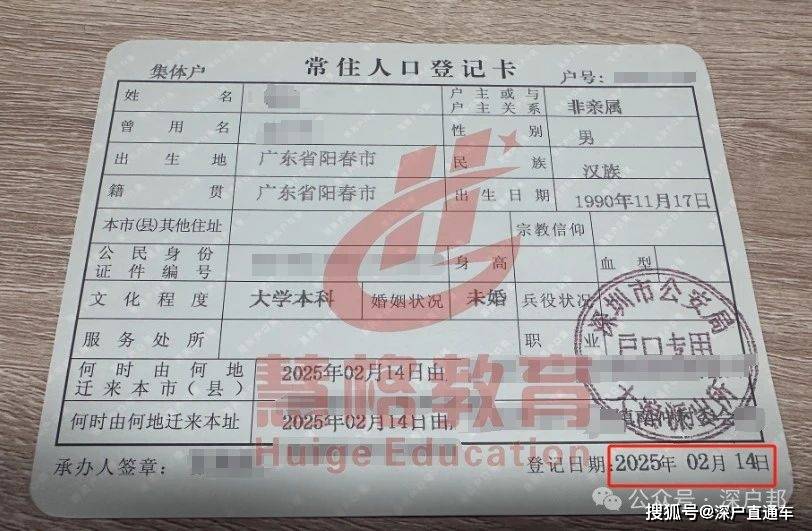 集体户 常住人口登记卡 户号:
姓名 户主或与户主关系 非亲属
曾用名 性别 男
出生地 广东省阳春市 民族 汉族
籍贯 广东省阳春市 出生日期 1990年11月17日
本市(县)其他住址 宗教信仰
公民身份证件编号 身高 血型
文化程度 大学本科 婚姻状况 未婚 兵役状况
服务处所 职业
何时由何地迁来本市(县) 2025年02月14日由
何时由何地迁来本址 2025年02月14日由,
承办人签章: 登记日期:2025年02月14日
深圳市公安局
户口专用
慧格教育
Huige Education
公众号·深户邦
搜狐号@深户直通车